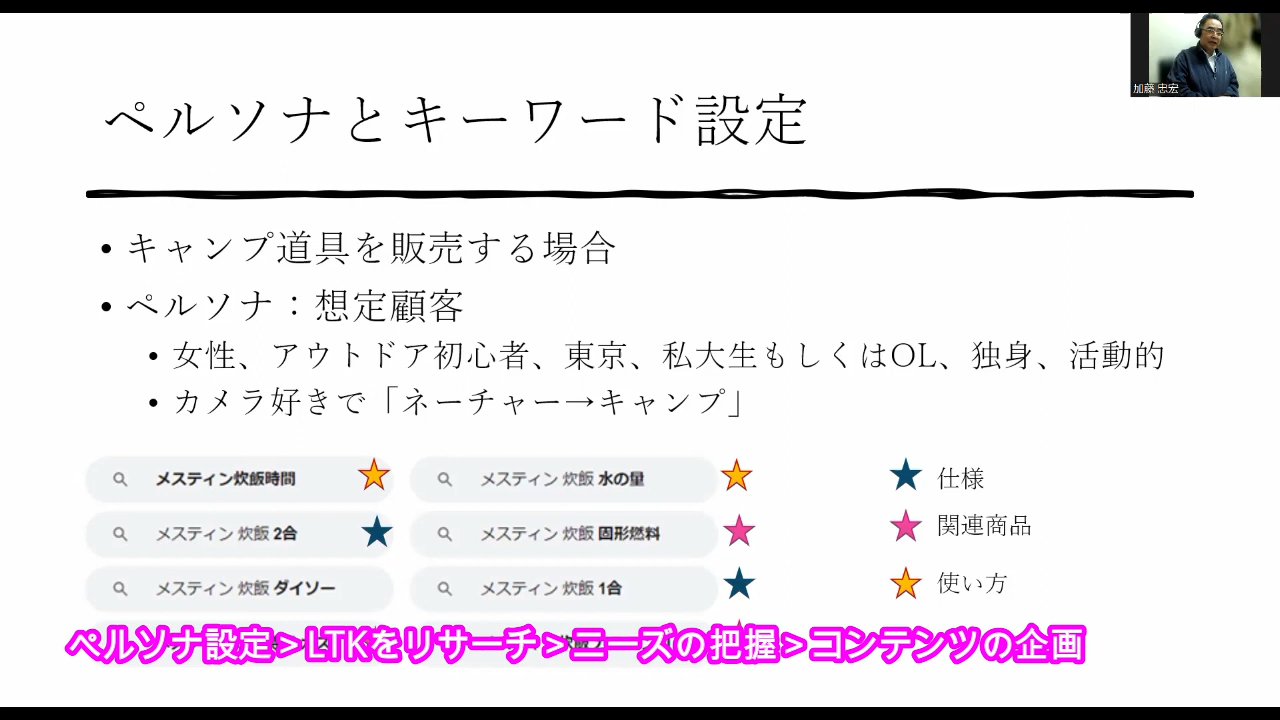 加藤 忠宏
ペルソナとキーワード設定
• キャンプ道具を販売する場合
• ペルソナ：想定顧客
• 女性、アウトドア初心者、東京、私大生もしくはOL、独身、活動的
• カメラ好きで「ネーチャー→キャンプ」
メスティン炊飯時間
メスティン 炊飯 水の量
仕様
メスティン 炊飯 2合
メスティン 炊飯 固形燃料
関連商品
メスティン 炊飯 ダイソー
メスティン 炊飯 1合
使い方
ペルソナ設定>LTKをリサーチ>ニーズの把握>コンテンツの企画